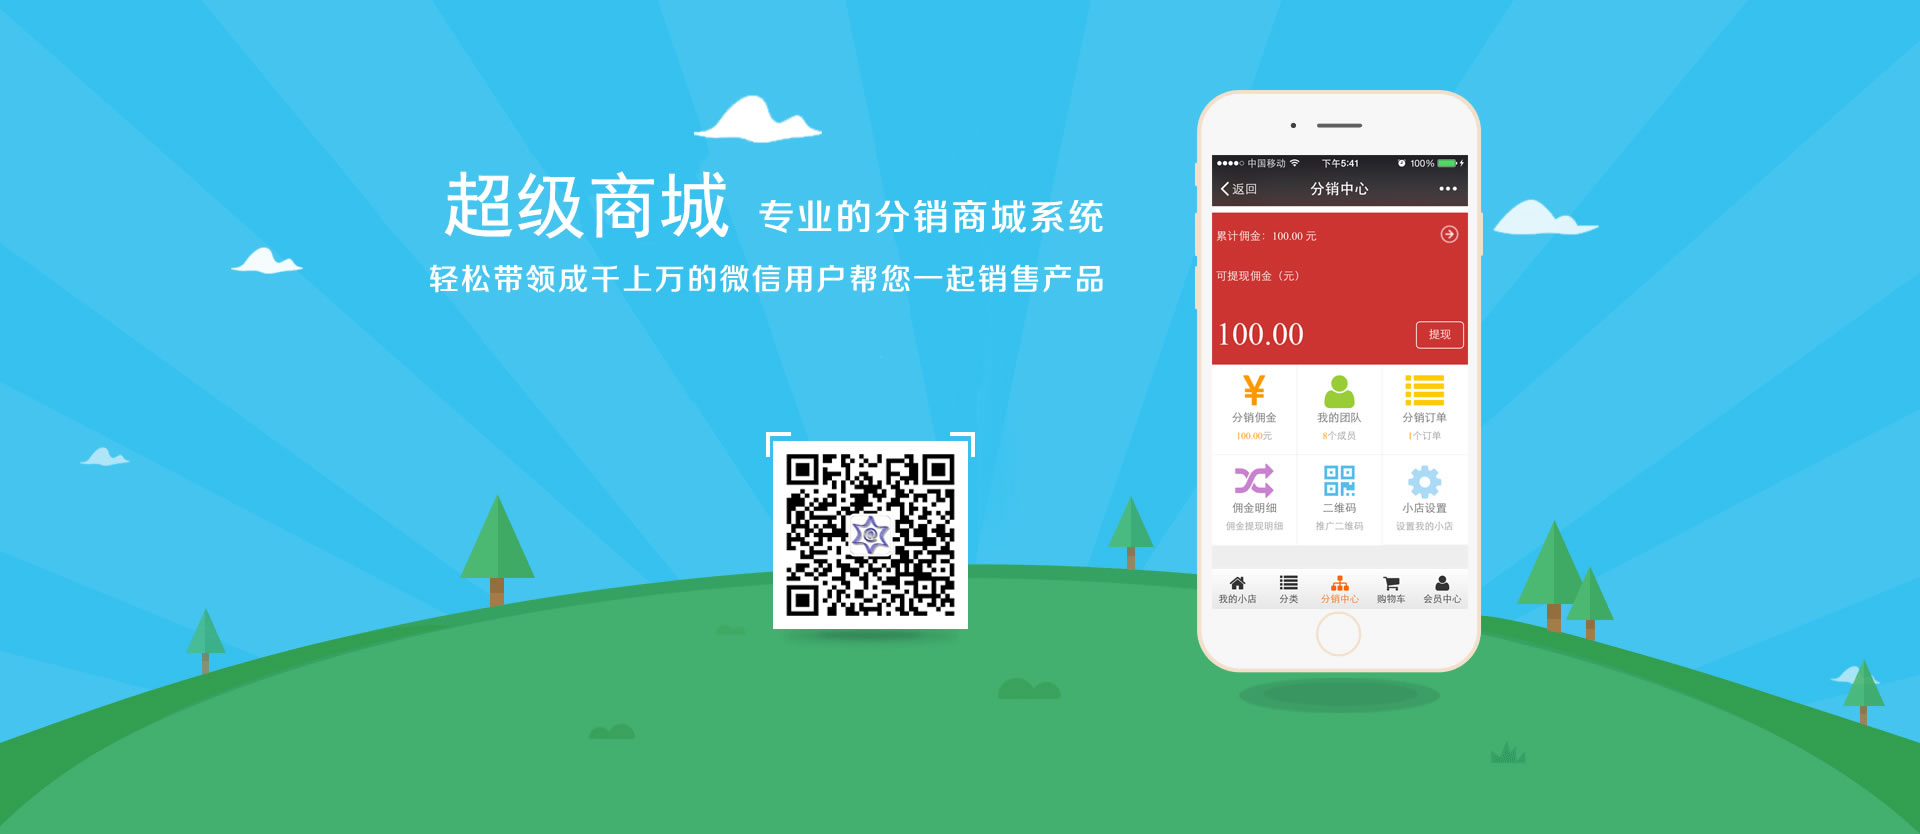 超级商城 专业的分销商城系统
轻松带领成千上万的微信用户帮您一起销售产品
中国移动 下午5:41 100%
返回 分销中心
累计佣金：100.00 元
可提现佣金（元）
100.00 提现
¥
分销佣金 我的团队 分销订单
100.00元 8个成员 1个订单
佣金明细 二维码 小店设置
佣金提现明细 推广二维码 设置我的小店
我的小店 分类 分销中心 购物车 会员中心